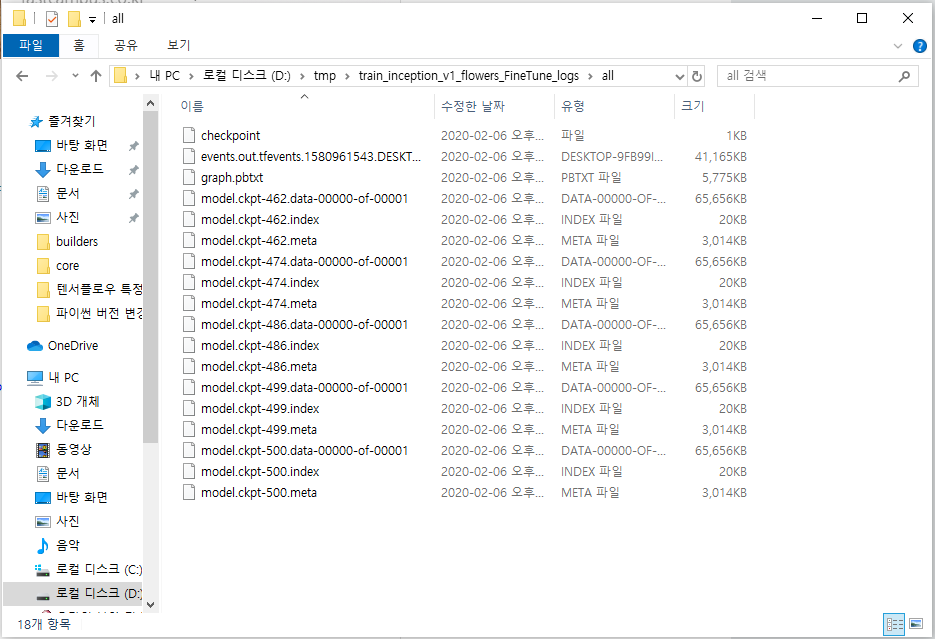 all
파일 홈 공유 보기
내 PC › 로컬 디스크 (D:) › tmp › train_inception_v1_flowers_FineTune_logs › all
all 검색
이름 수정한 날짜 유형 크기
즐겨찾기
바탕 화면
다운로드
문서
사진
builders
core
텐서플로우 특정
파이썬 버전 변경
OneDrive
내 PC
3D 개체
다운로드
동영상
문서
바탕 화면
사진
음악
로컬 디스크 (C:)
로컬 디스크 (D:)
checkpoint 2020-02-06 오후... 파일 1KB
events.out.tfevents.1580961543.DESKT... 2020-02-06 오후... DESKTOP-9FB99I... 41,165KB
graph.pbtxt 2020-02-06 오후... PBTXT 파일 5,775KB
model.ckpt-462.data-00000-of-00001 2020-02-06 오후... DATA-00000-OF-... 65,656KB
model.ckpt-462.index 2020-02-06 오후... INDEX 파일 20KB
model.ckpt-462.meta 2020-02-06 오후... META 파일 3,014KB
model.ckpt-474.data-00000-of-00001 2020-02-06 오후... DATA-00000-OF-... 65,656KB
model.ckpt-474.index 2020-02-06 오후... INDEX 파일 20KB
model.ckpt-474.meta 2020-02-06 오후... META 파일 3,014KB
model.ckpt-486.data-00000-of-00001 2020-02-06 오후... DATA-00000-OF-... 65,656KB
model.ckpt-486.index 2020-02-06 오후... INDEX 파일 20KB
model.ckpt-486.meta 2020-02-06 오후... META 파일 3,014KB
model.ckpt-499.data-00000-of-00001 2020-02-06 오후... DATA-00000-OF-... 65,656KB
model.ckpt-499.index 2020-02-06 오후... INDEX 파일 20KB
model.ckpt-499.meta 2020-02-06 오후... META 파일 3,014KB
model.ckpt-500.data-00000-of-00001 2020-02-06 오후... DATA-00000-OF-... 65,656KB
model.ckpt-500.index 2020-02-06 오후... INDEX 파일 20KB
model.ckpt-500.meta 2020-02-06 오후... META 파일 3,014KB
18개 항목